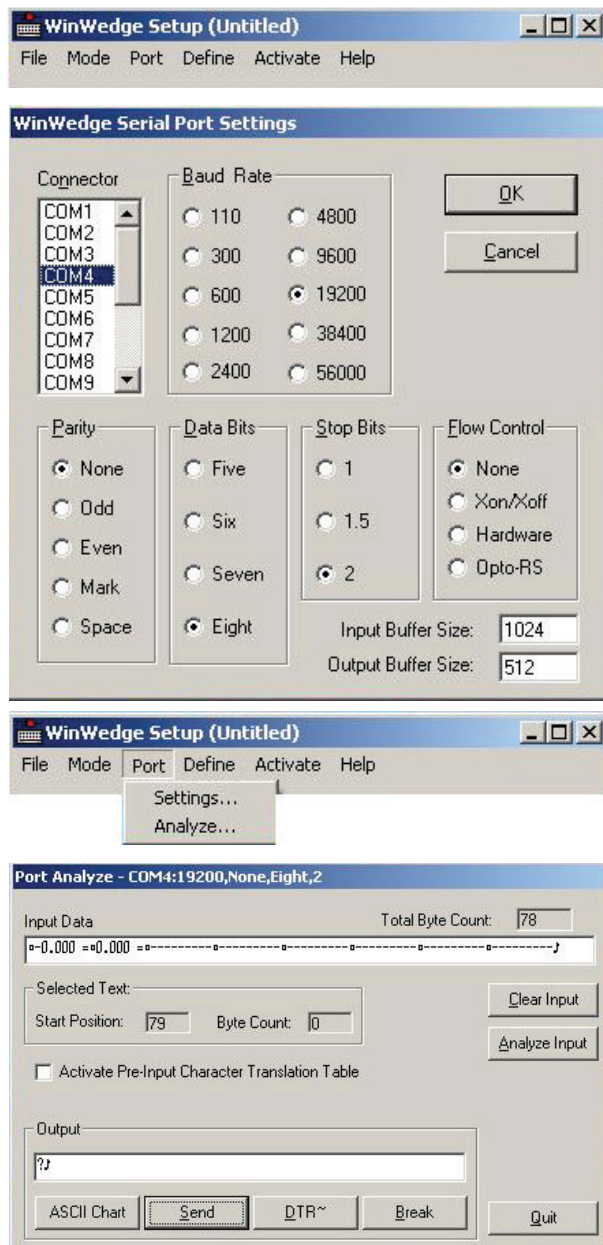 WinWedge Setup (Untitled)
File Mode Port Define Activate Help
WinWedge Serial Port Settings
Connector
COM1
COM2
COM3
COM4
COM5
COM6
COM7
COM8
COM9
Baud Rate
110 4800
300 9600
600 19200
1200 38400
2400 56000
OK
Cancel
Parity
None
Odd
Even
Mark
Space
Data Bits
Five
Six
Seven
Eight
Stop Bits
1
1.5
2
Flow Control
None
Xon/Xoff
Hardware
Opto-RS
Input Buffer Size: 1024
Output Buffer Size: 512
WinWedge Setup (Untitled)
File Mode Port Define Activate Help
Settings...
Analyze...
Port Analyze - COM4:19200,None,Eight,2
Input Data Total Byte Count: 78
¤-0.000 =¤0.000 =¤---------¤---------¤---------¤---------¤---------¤---------♪
Selected Text:
Start Position: 79 Byte Count: 0
Clear Input
Analyze Input
Activate Pre-Input Character Translation Table
Output
?♪
ASCII Chart Send DTR~ Break Quit